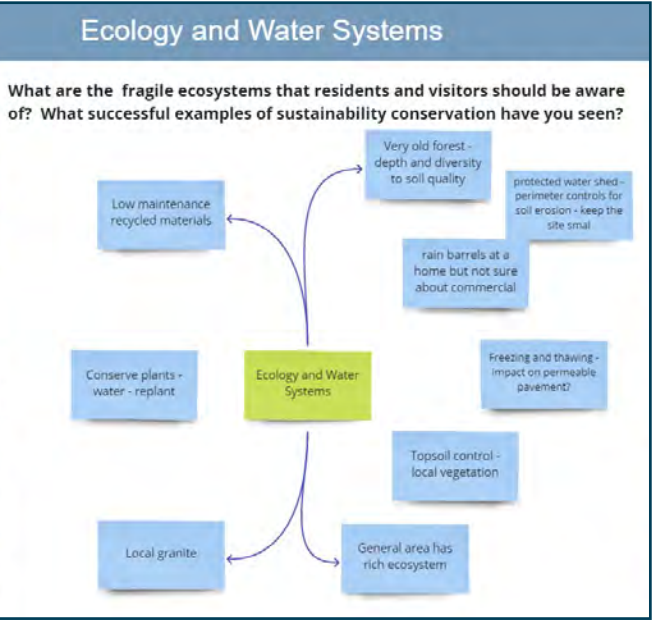 Ecology and Water Systems
What are the fragile ecosystems that residents and visitors should be aware
of? What successful examples of sustainability conservation have you seen?
Very old forest -
depth and diversity
to soil quality
protected water shed -
perimeter controls for
soil erosion - keep the
site smal
Low maintenance
recycled materials
rain barrels at a
home but not sure
about commercial
Freezing and thawing -
impact on permeable
pavement?
Conserve plants -
water - replant
Ecology and Water
Systems
Topsoil control -
local vegetation
Local granite
General area has
rich ecosystem